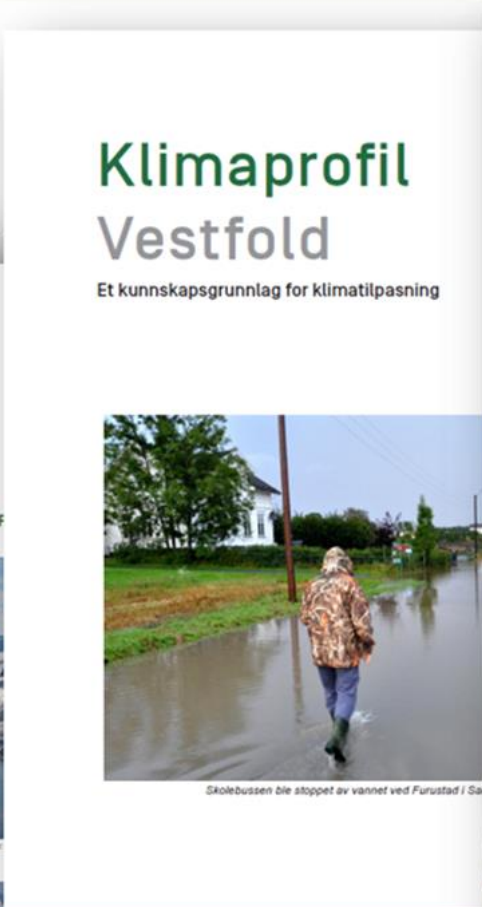 Klimaprofil
Vestfold
Et kunnskapsgrunnlag for klimatilpasning
Skolebussen ble stoppet av vannet ved Furustad i